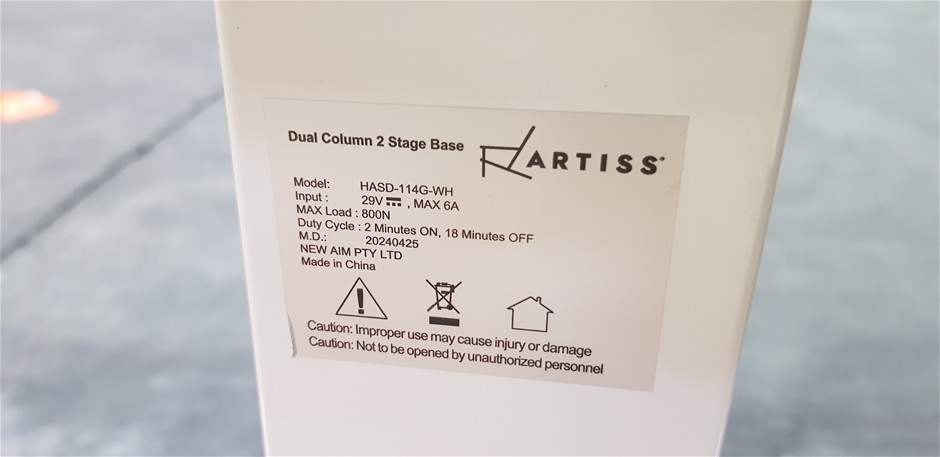 Dual Column 2 Stage Base
ARTISS®
Model: HASD-114G-WH
Input : 29V ⎓ , MAX 6A
MAX Load : 800N
Duty Cycle : 2 Minutes ON, 18 Minutes OFF
M.D.: 20240425
NEW AIM PTY LTD
Made in China
Caution: Improper use may cause injury or damage
Caution: Not to be opened by unauthorized personnel